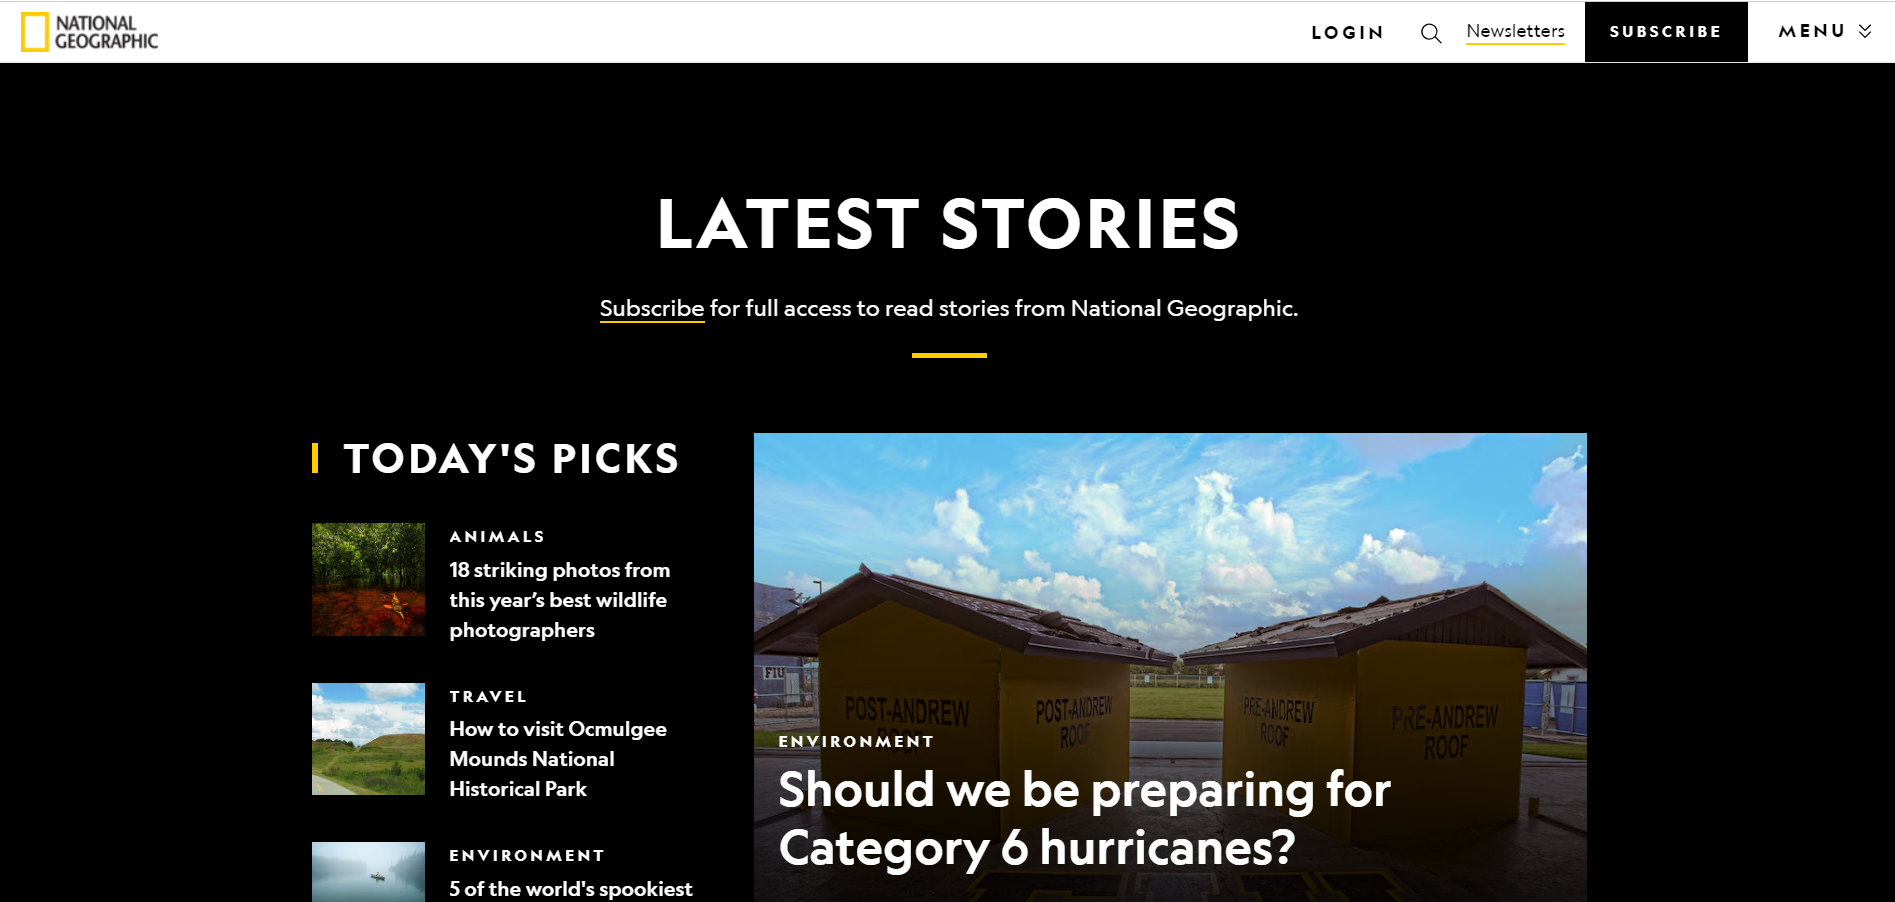 NATIONAL
GEOGRAPHIC
LOGIN
Newsletters
SUBSCRIBE
MENU
LATEST STORIES
Subscribe for full access to read stories from National Geographic.
TODAY'S PICKS
ANIMALS
18 striking photos from
this year’s best wildlife
photographers
TRAVEL
How to visit Ocmulgee
Mounds National
Historical Park
ENVIRONMENT
5 of the world's spookiest
FIU
POST-ANDREW
ROOF
POST-ANDREW
ROOF
PRE-ANDREW
ROOF
PRE-ANDREW
ROOF
ENVIRONMENT
Should we be preparing for
Category 6 hurricanes?